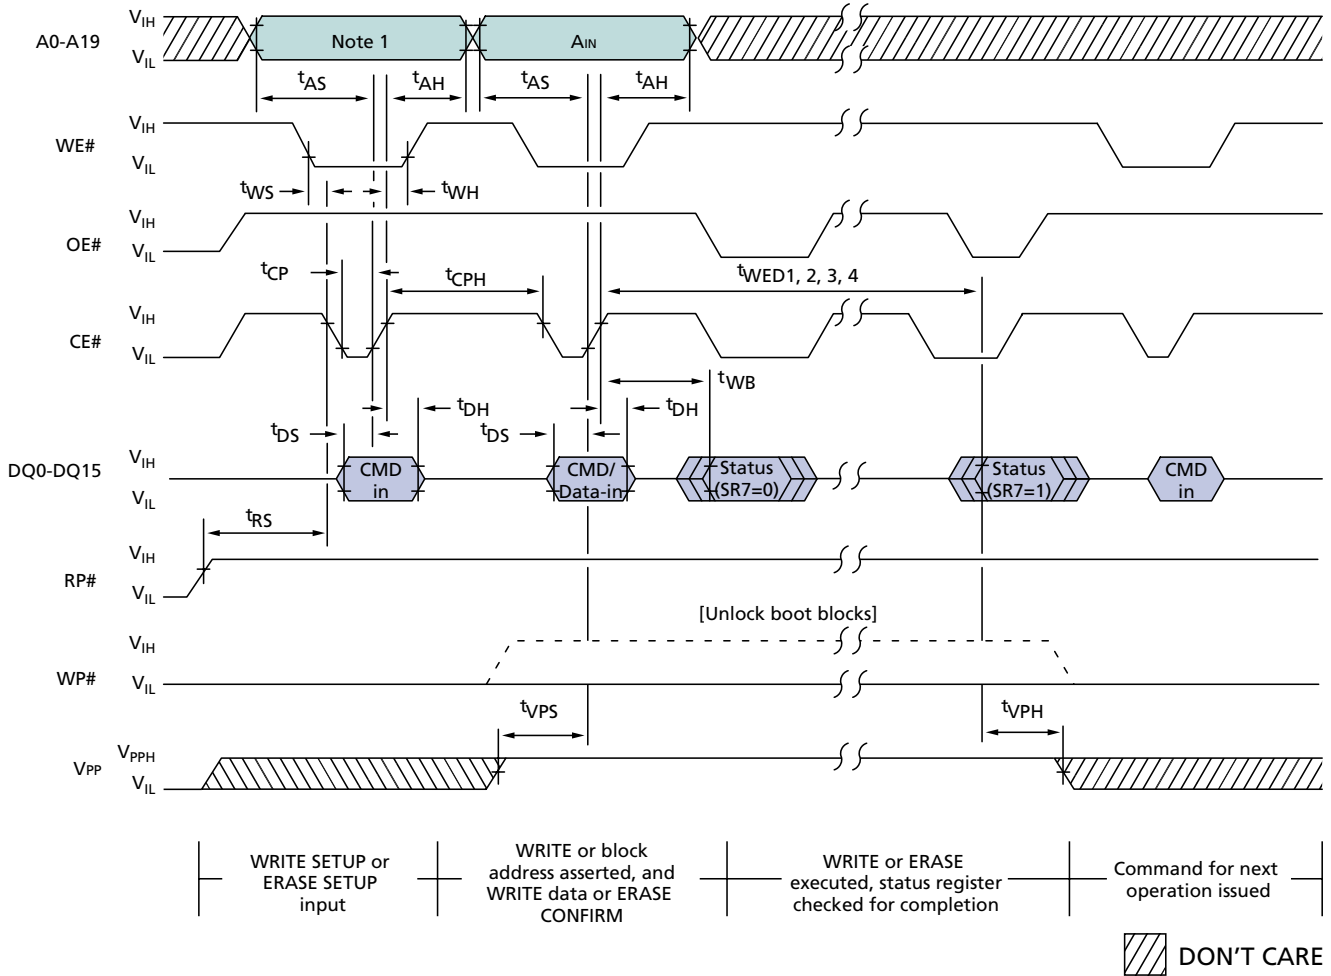 VIH
A0-A19
VIL
Note 1
AIN
tAS
tAH
tAS
tAH
VIH
WE#
VIL
tWS
tWH
VIH
OE#
VIL
tCP
tCPH
tWED1, 2, 3, 4
VIH
CE#
VIL
tWB
tDS
tDH
tDS
tDH
VIH
DQ0-DQ15
VIL
CMD
in
CMD/
Data-in
Status
(SR7=0)
Status
(SR7=1)
CMD
in
tRS
VIH
RP#
VIL
[Unlock boot blocks]
VIH
WP#
VIL
tVPS
tVPH
VPPH
VPP
VIL
WRITE SETUP or
ERASE SETUP
input
WRITE or block
address asserted, and
WRITE data or ERASE
CONFIRM
WRITE or ERASE
executed, status register
checked for completion
Command for next
operation issued
DON'T CARE